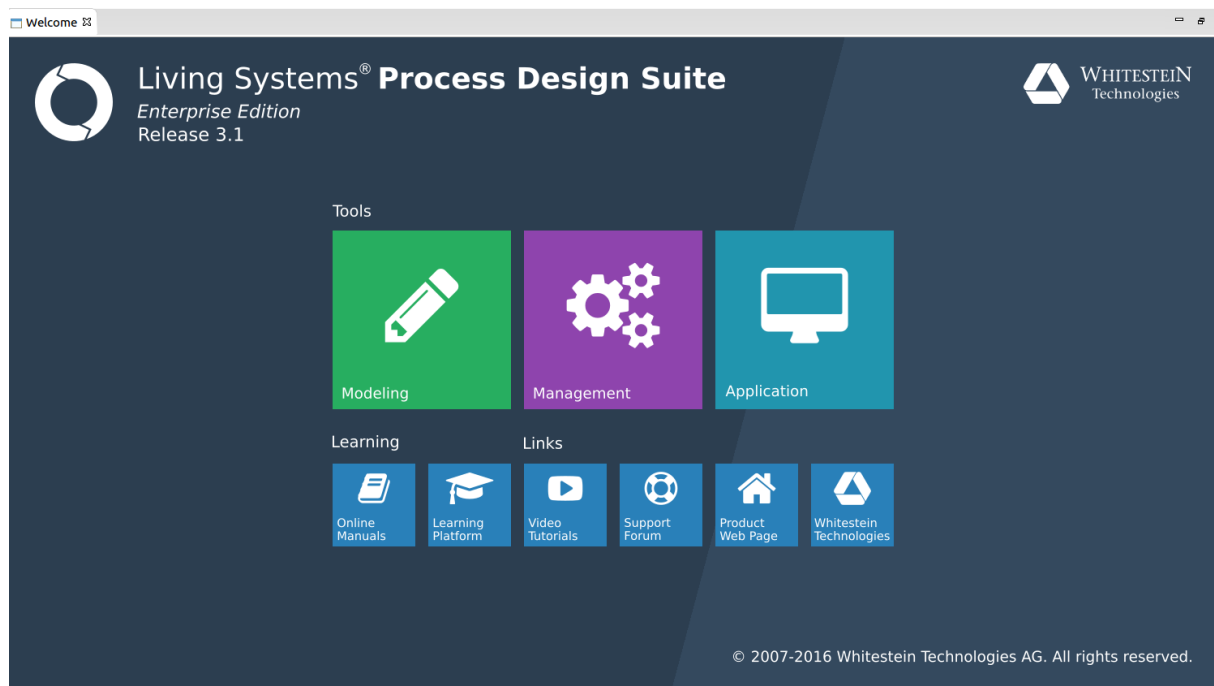 Welcome
Living Systems® Process Design Suite
Enterprise Edition
Release 3.1
WHITESTEIN
Technologies
Tools
Modeling
Management
Application
Learning
Links
Online
Manuals
Learning
Platform
Video
Tutorials
Support
Forum
Product
Web Page
Whitestein
Technologies
© 2007-2016 Whitestein Technologies AG. All rights reserved.